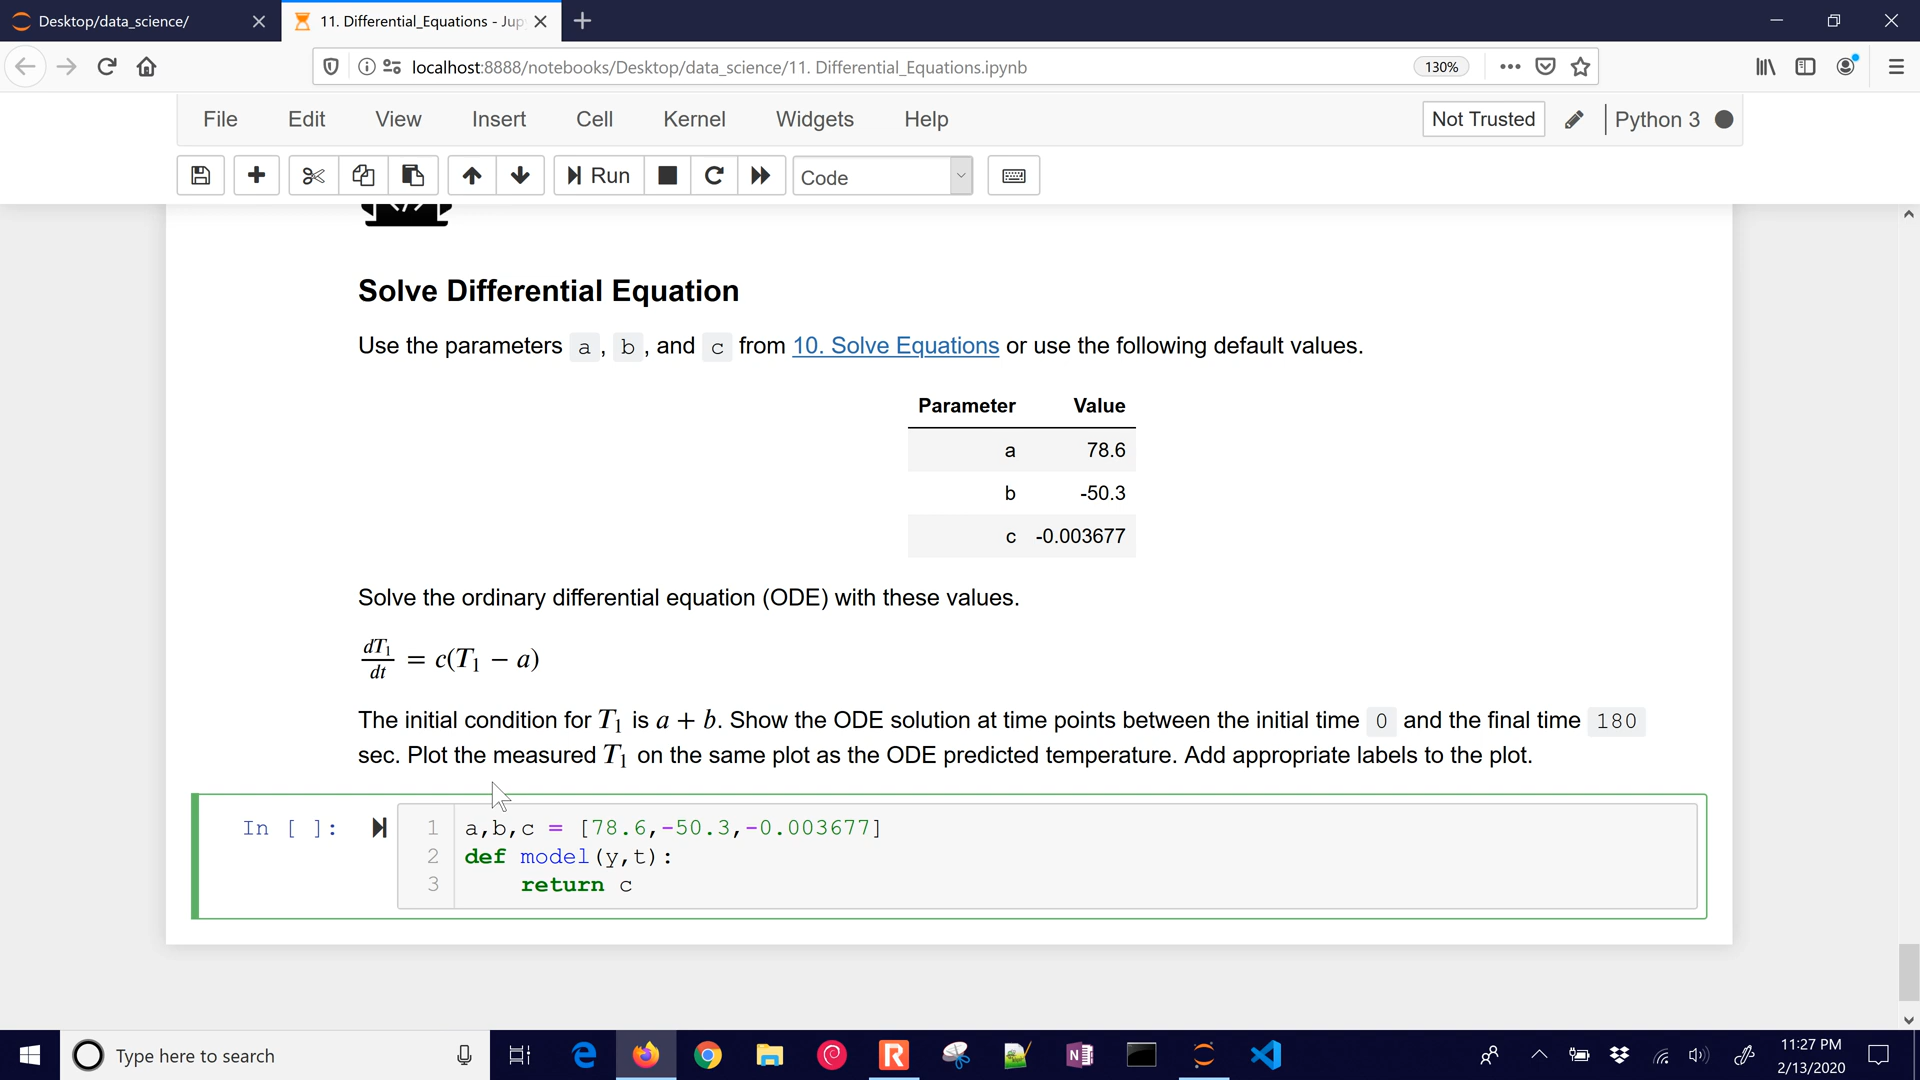 Desktop/data_science/
11. Differential_Equations - Jup
localhost:8888/notebooks/Desktop/data_science/11. Differential_Equations.ipynb
130%
File Edit View Insert Cell Kernel Widgets Help
Not Trusted
Python 3
Run
Code
Solve Differential Equation
Use the parameters a , b , and c from 10. Solve Equations or use the following default values.
Parameter Value
a 78.6
b -50.3
c -0.003677
Solve the ordinary differential equation (ODE) with these values.
dT₁/dt = c(T₁ − a)
The initial condition for T₁ is a + b. Show the ODE solution at time points between the initial time 0 and the final time 180
sec. Plot the measured T₁ on the same plot as the ODE predicted temperature. Add appropriate labels to the plot.
In [ ]:
1 a,b,c = [78.6,-50.3,-0.003677]
2 def model(y,t):
3     return c
Type here to search
11:27 PM
2/13/2020